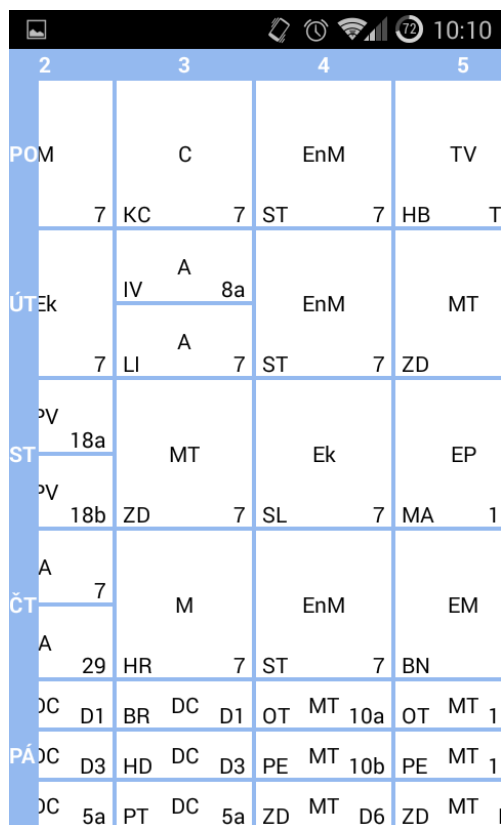 72 10:10
2 3 4 5
PO M C EnM TV
7 KC 7 ST 7 HB T
ÚT Ek A EnM MT
IV 8a
A
7 LI 7 ST 7 ZD
PV
18a
ST MT Ek EP
PV
18b ZD 7 SL 7 MA 1
A
7
ČT M EnM EM
A
29 HR 7 ST 7 BN
DC D1 BR DC D1 OT MT 10a OT MT 1
PÁ DC D3 HD DC D3 PE MT 10b PE MT 1
DC 5a PT DC 5a ZD MT D6 ZD MT